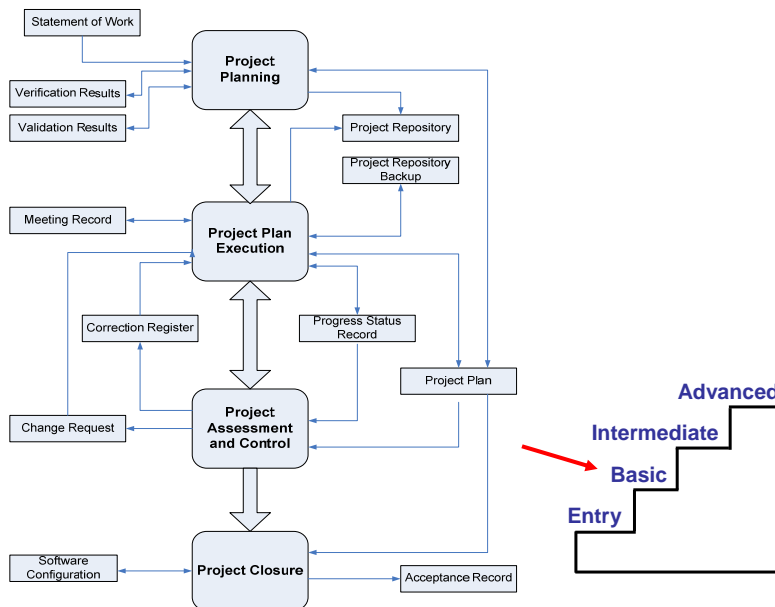 Statement of Work
Project
Planning
Verification Results
Validation Results
Project Repository
Project Repository
Backup
Meeting Record
Project Plan
Execution
Correction Register
Progress Status
Record
Project Plan
Change Request
Project
Assessment
and Control
Software
Configuration
Project Closure
Acceptance Record
Advanced
Intermediate
Basic
Entry